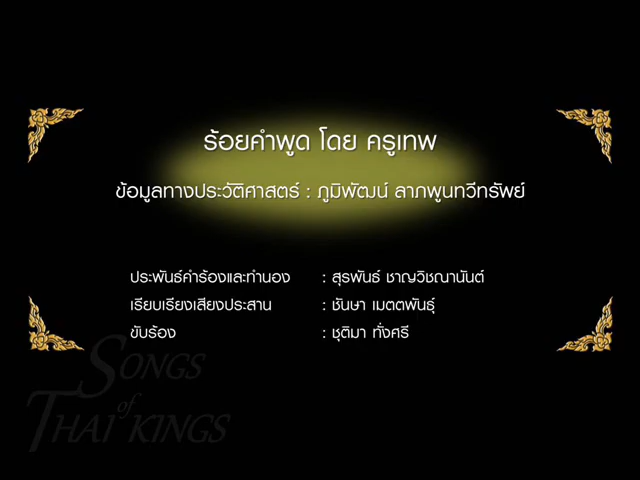 ร้อยคำพูด โดย ครูเทพ
ข้อมูลทางประวัติศาสตร์ : ภูมิพัฒน์ ลาภพูนทวีทรัพย์
ประพันธ์คำร้องและทำนอง : สุรพันธ์ ชาญวิชณานันต์
เรียบเรียงเสียงประสาน : ชันษา เมตตพันธุ์
ขับร้อง : ชุติมา ทั่งศรี
SONGS
of
THAI KINGS